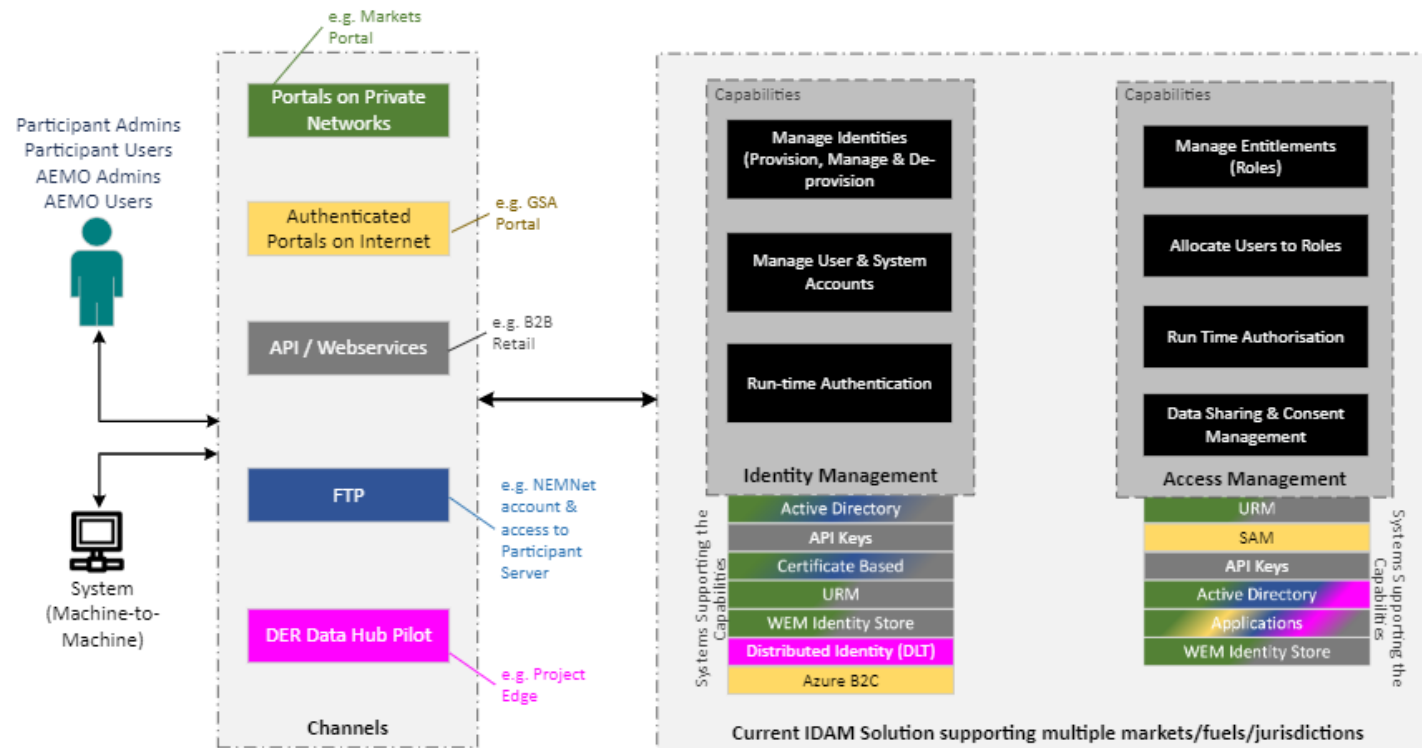 e.g. Markets
Portal
Portals on Private
Networks
Participant Admins
Participant Users
AEMO Admins
AEMO Users
Authenticated
Portals on Internet
e.g. GSA
Portal
API / Webservices
e.g. B2B
Retail
FTP
e.g. NEMNet
account &
access to
Participant
Server
System
(Machine-to-
Machine)
DER Data Hub Pilot
e.g. Project
Edge
Channels
Capabilities
Manage Identities
(Provision, Manage & De-
provision
Manage User & System
Accounts
Run-time Authentication
Identity Management
Systems Supporting the
Capabilities
Active Directory
API Keys
Certificate Based
URM
WEM Identity Store
Distributed Identity (DLT)
Azure B2C
Capabilities
Manage Entitlements
(Roles)
Allocate Users to Roles
Run Time Authorisation
Data Sharing & Consent
Management
Access Management
URM
SAM
API Keys
Active Directory
Applications
WEM Identity Store
Systems Supporting the
Capabilities
Current IDAM Solution supporting multiple markets/fuels/jurisdictions